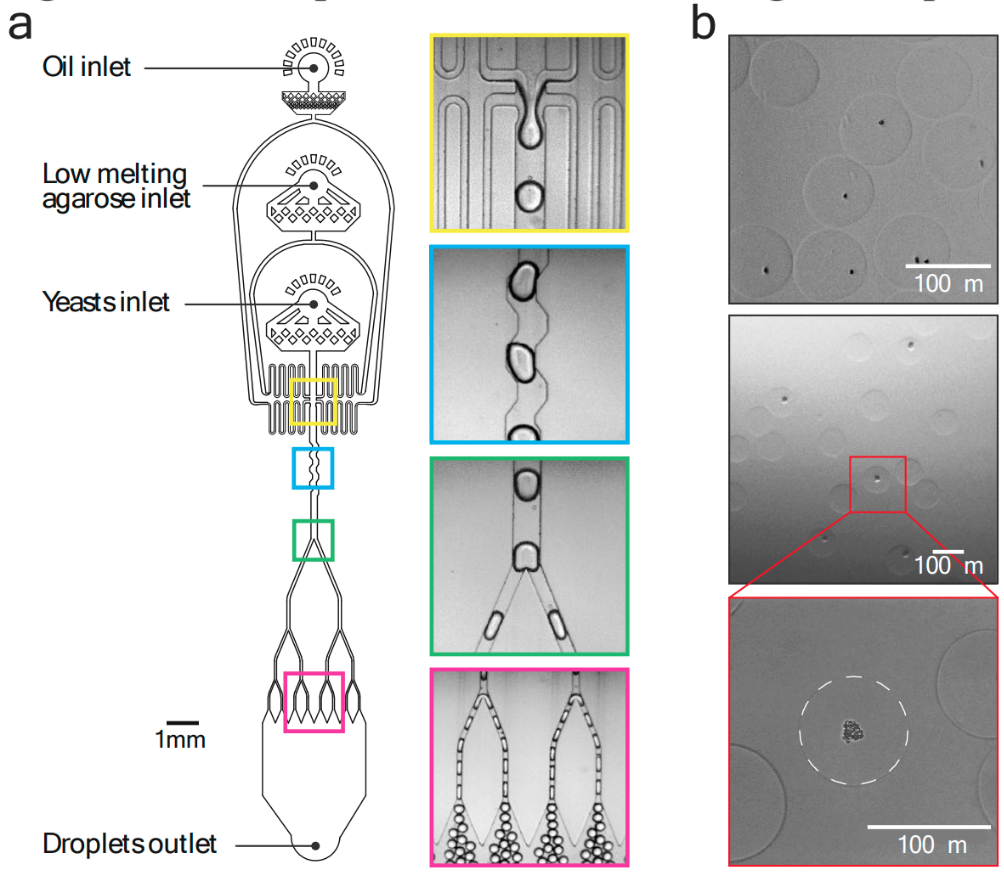 a
b
Oil inlet
Low melting
agarose inlet
Yeasts inlet
1mm
Droplets outlet
100 m
100 m
100 m